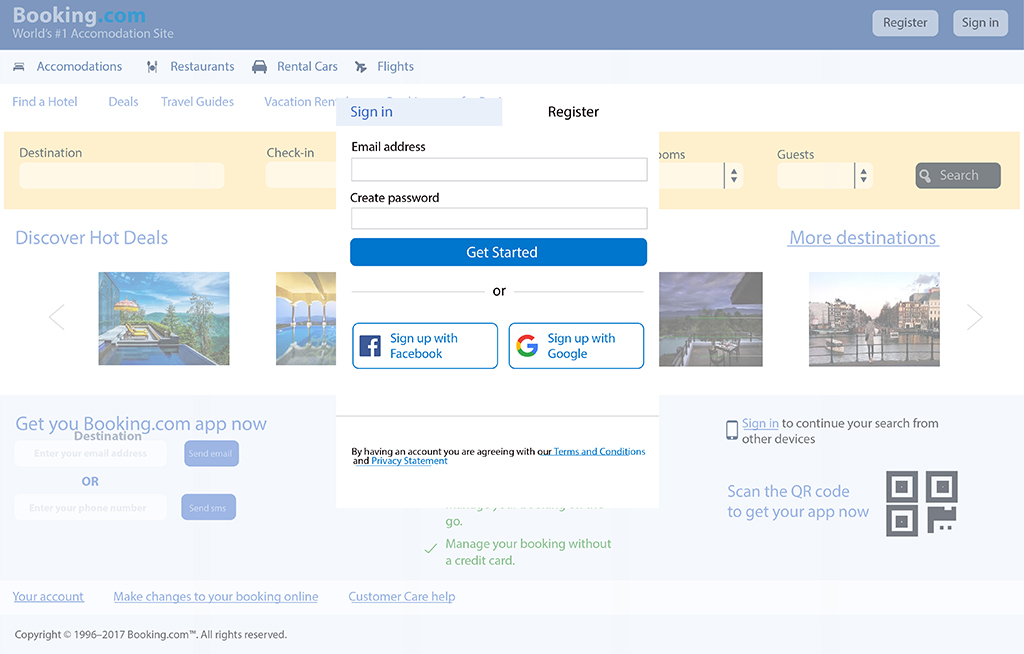 Booking.com
World's #1 Accomodation Site
Register
Sign in
Accomodations
Restaurants
Rental Cars
Flights
Find a Hotel
Deals
Travel Guides
Vacation
Sign in
Register
Destination
Check-in
Guests
Search
Email address
Create password
Get Started
or
Sign up with
Facebook
Sign up with
Google
By having an account you are agreeing with our Terms and Conditions
and Privacy Statement
Discover Hot Deals
More destinations
Get you Booking.com app now
Destination
Enter your email address
Send email
OR
Enter your phone number
Send sms
go.
Manage your booking without
a credit card.
Sign in to continue your search from
other devices
Scan the QR code
to get your app now
Your account
Make changes to your booking online
Customer Care help
Copyright © 1996–2017 Booking.com™. All rights reserved.